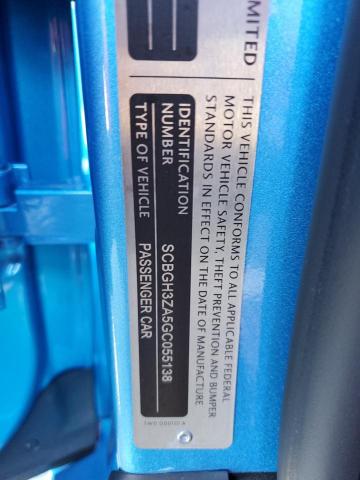 IMITED
THIS VEHICLE CONFORMS TO ALL APPLICABLE FEDERAL
MOTOR VEHICLE SAFETY, THEFT PREVENTION AND BUMPER
STANDARDS IN EFFECT ON THE DATE OF MANUFACTURE
IDENTIFICATION
NUMBER SCBGH3ZA5GC055138
TYPE OF VEHICLE PASSENGER CAR